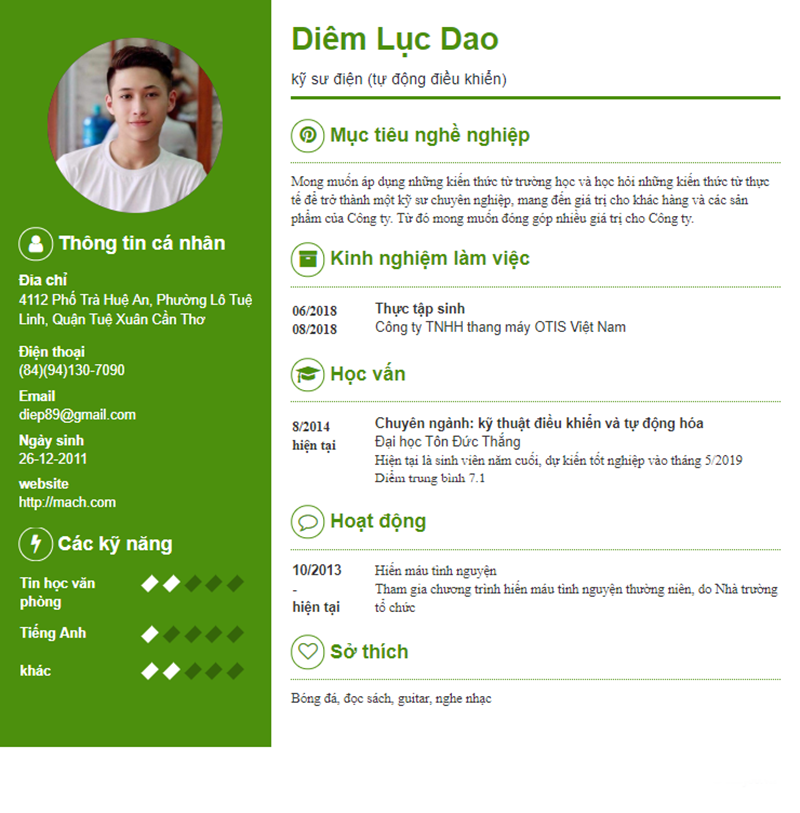 Diêm Lục Dao
kỹ sư điện (tự động điều khiển)
Mục tiêu nghề nghiệp
Mong muốn áp dụng những kiến thức từ trường học và học hỏi những kiến thức từ thực
tế để trở thành một kỹ sư chuyên nghiệp, mang đến giá trị cho khác hàng và các sản
phẩm của Công ty. Từ đó mong muốn đóng góp nhiều giá trị cho Công ty.
Kinh nghiệm làm việc
06/2018
08/2018
Thực tập sinh
Công ty TNHH thang máy OTIS Việt Nam
Học vấn
8/2014
hiện tại
Chuyên ngành: kỹ thuật điều khiển và tự động hóa
Đại học Tôn Đức Thắng
Hiện tại là sinh viên năm cuối, dự kiến tốt nghiệp vào tháng 5/2019
Điểm trung bình 7.1
Hoạt động
10/2013
-
hiện tại
Hiến máu tình nguyện
Tham gia chương trình hiến máu tình nguyện thường niên, do Nhà trường
tổ chức
Sở thích
Bóng đá, đọc sách, guitar, nghe nhạc
Thông tin cá nhân
Đia chỉ
4112 Phố Trà Huệ An, Phường Lô Tuệ
Linh, Quận Tuệ Xuân Cần Thơ
Điện thoại
(84)(94)130-7090
Email
diep89@gmail.com
Ngày sinh
26-12-2011
website
http://mach.com
Các kỹ năng
Tin học văn
phòng
Tiếng Anh
khác